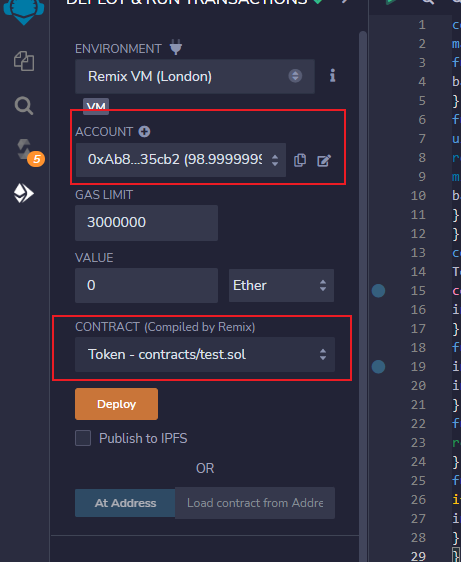 DEPLOY & RUN TRANSACTIONS
ENVIRONMENT
Remix VM (London)
VM
ACCOUNT
0xAb8...35cb2 (98.9999999
GAS LIMIT
3000000
VALUE
0
Ether
CONTRACT (Compiled by Remix)
Token - contracts/test.sol
Deploy
Publish to IPFS
OR
At Address
Load contract from Addre
5
1 co
2 m
3 f
4 b
5 }
6 f
7 u
8 r
9 m
10 b
11 }
12 }
13 co
14 T
15 c
16 i
17 }
18 f
19 i
20 i
21 }
22 f
23 r
24 }
25 f
26 i
27 i
28 }
29 }